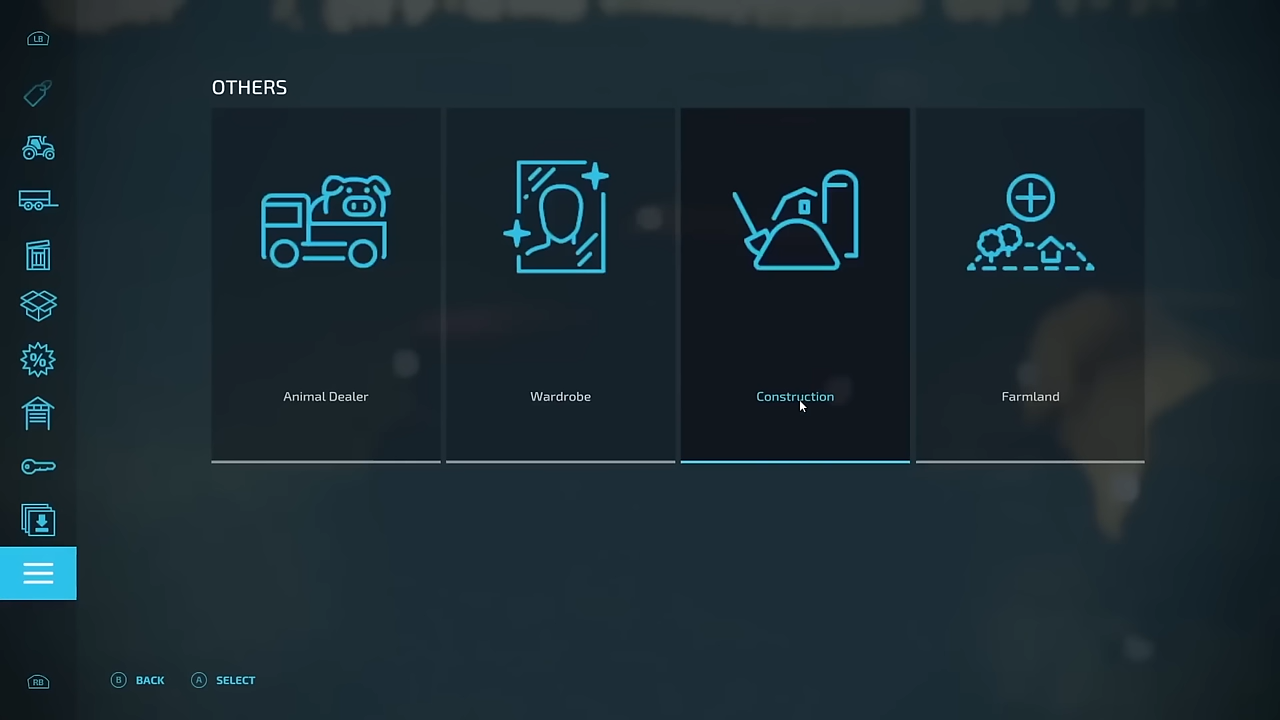 LB
OTHERS
%
Animal Dealer
Wardrobe
Construction
Farmland
RB
B BACK
A SELECT